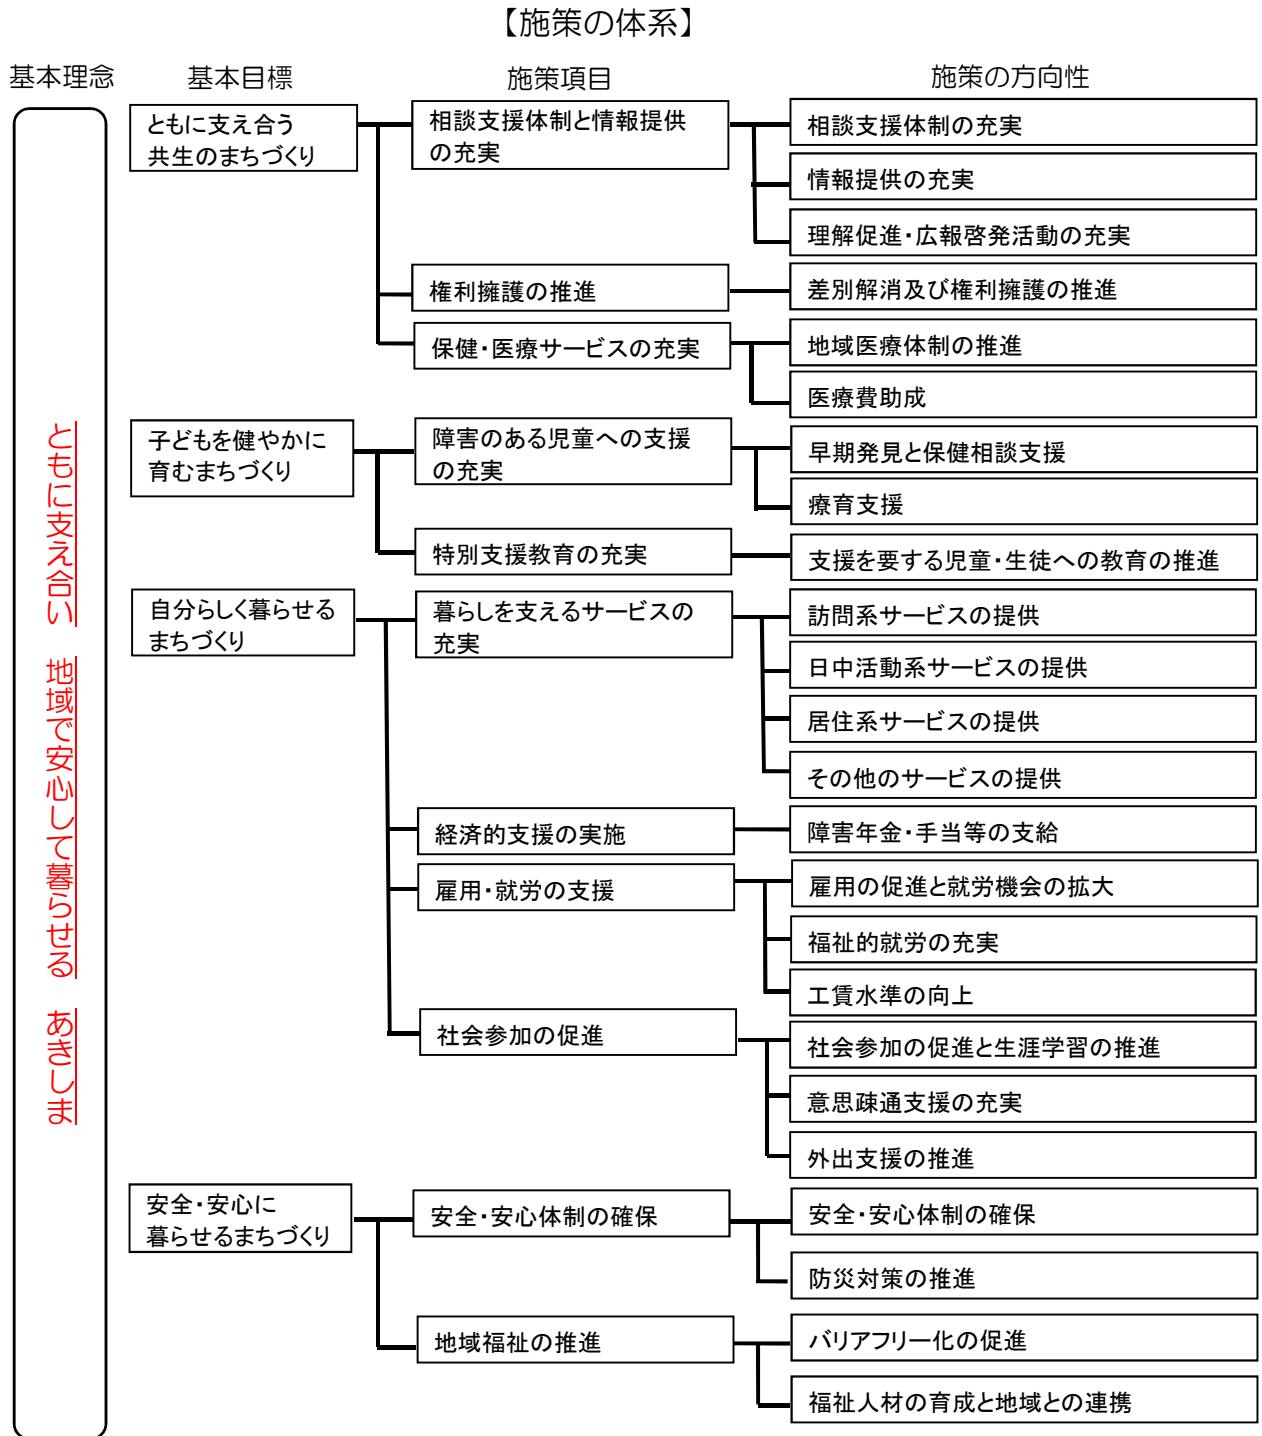 【施策の体系】
基本理念
基本目標
施策項目
施策の方向性
ともに支え合い　地域で安心して暮らせる　あきしま
ともに支え合う
共生のまちづくり
相談支援体制と情報提供
の充実
相談支援体制の充実
情報提供の充実
理解促進・広報啓発活動の充実
権利擁護の推進
差別解消及び権利擁護の推進
保健・医療サービスの充実
地域医療体制の推進
医療費助成
子どもを健やかに
育むまちづくり
障害のある児童への支援
の充実
早期発見と保健相談支援
療育支援
特別支援教育の充実
支援を要する児童・生徒への教育の推進
自分らしく暮らせる
まちづくり
暮らしを支えるサービスの
充実
訪問系サービスの提供
日中活動系サービスの提供
居住系サービスの提供
その他のサービスの提供
経済的支援の実施
障害年金・手当等の支給
雇用・就労の支援
雇用の促進と就労機会の拡大
福祉的就労の充実
工賃水準の向上
社会参加の促進
社会参加の促進と生涯学習の推進
意思疎通支援の充実
外出支援の推進
安全・安心に
暮らせるまちづくり
安全・安心体制の確保
安全・安心体制の確保
防災対策の推進
地域福祉の推進
バリアフリー化の促進
福祉人材の育成と地域との連携